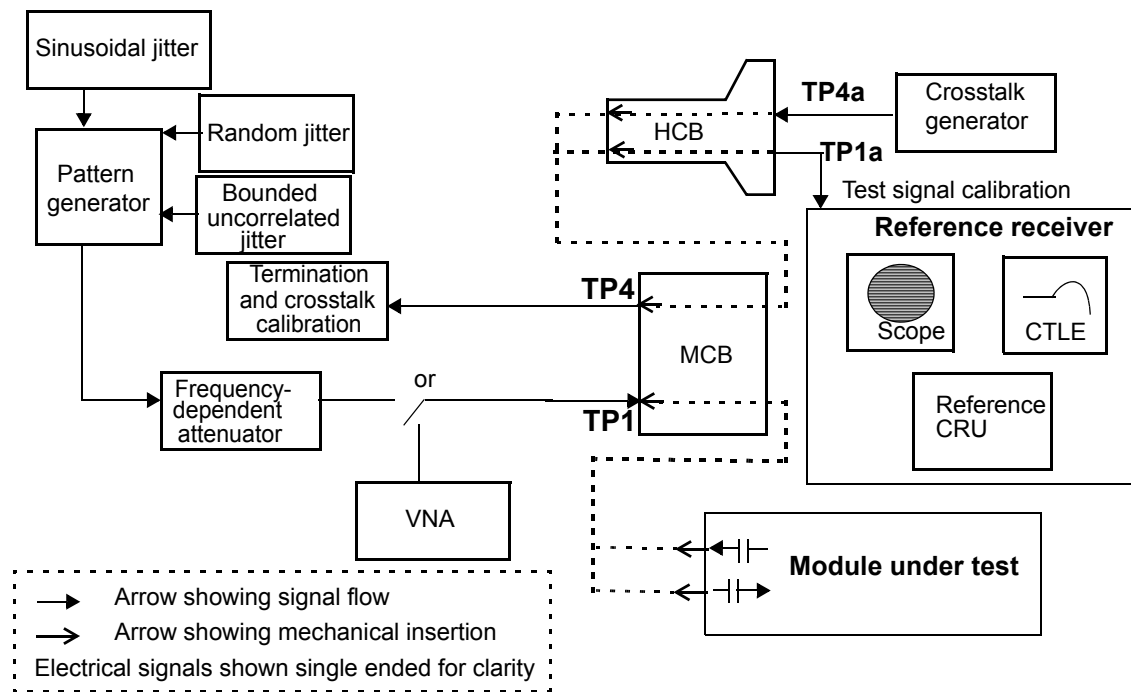 Sinusoidal jitter
Random jitter
Pattern
generator
Bounded
uncorrelated
jitter
Termination
and crosstalk
calibration
Frequency-
dependent
attenuator
or
VNA
TP4
TP1
MCB
HCB
TP4a
TP1a
Crosstalk
generator
Test signal calibration
Reference receiver
Scope
CTLE
Reference
CRU
Module under test
Arrow showing signal flow
Arrow showing mechanical insertion
Electrical signals shown single ended for clarity